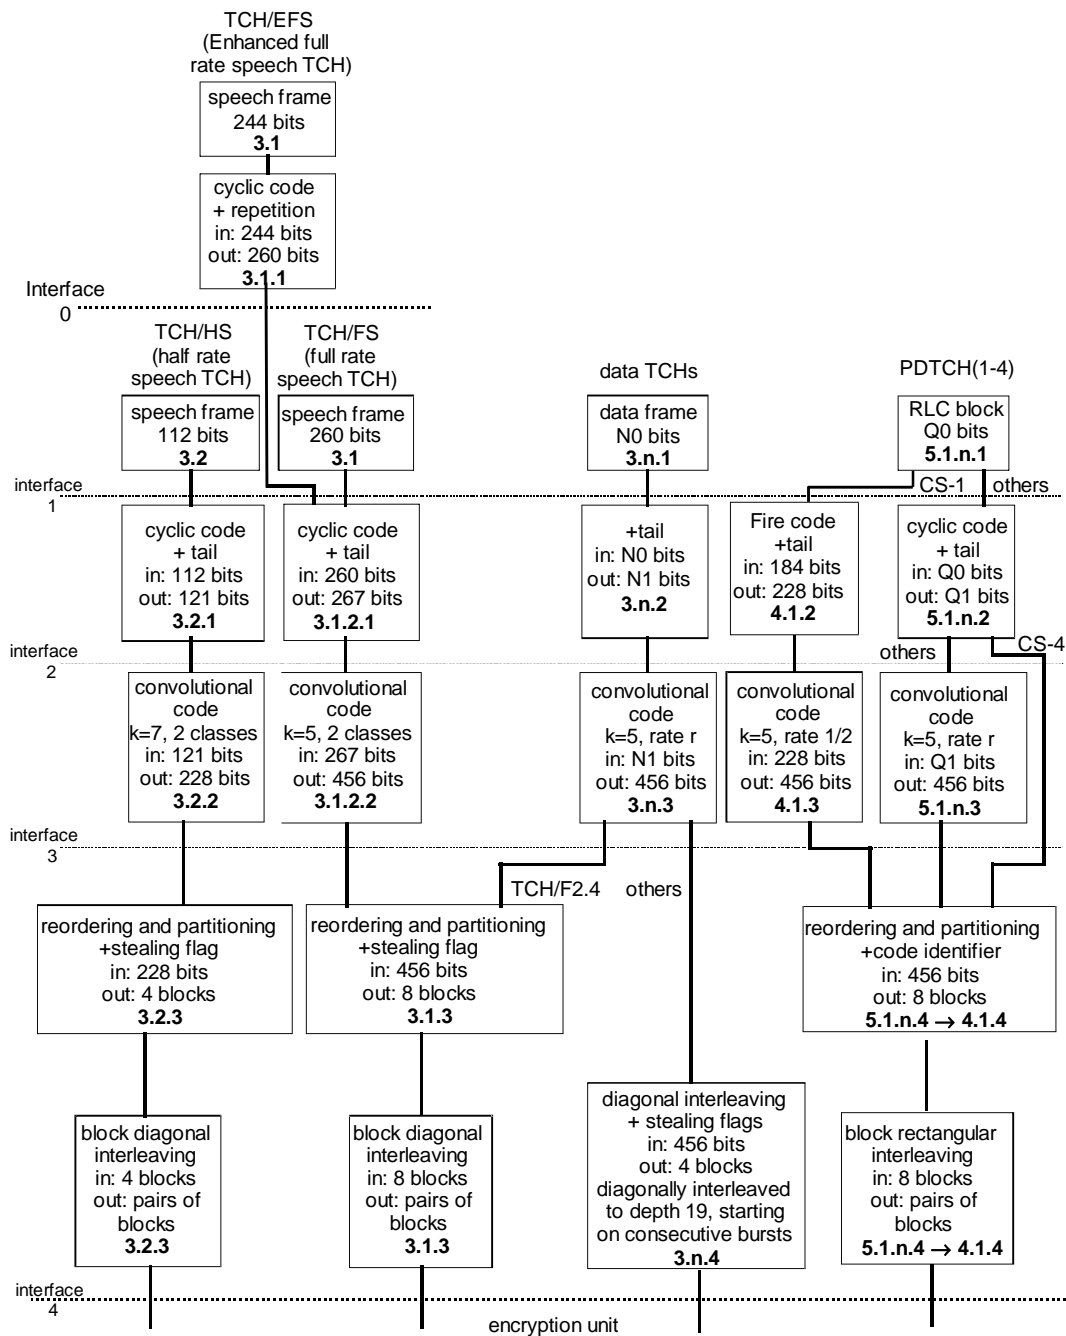 TCH/EFS
(Enhanced full
rate speech TCH)
speech frame
244 bits
3.1
cyclic code
+ repetition
in: 244 bits
out: 260 bits
3.1.1
Interface
0
TCH/HS
(half rate
speech TCH)
TCH/FS
(full rate
speech TCH)
data TCHs
PDTCH(1-4)
speech frame
112 bits
3.2
speech frame
260 bits
3.1
data frame
N0 bits
3.n.1
RLC block
Q0 bits
5.1.n.1
interface
1
CS-1
others
cyclic code
+ tail
in: 112 bits
out: 121 bits
3.2.1
cyclic code
+ tail
in: 260 bits
out: 267 bits
3.1.2.1
+tail
in: N0 bits
out: N1 bits
3.n.2
Fire code
+tail
in: 184 bits
out: 228 bits
4.1.2
cyclic code
+ tail
in: Q0 bits
out: Q1 bits
5.1.n.2
interface
2
others
CS-4
convolutional
code
k=7, 2 classes
in: 121 bits
out: 228 bits
3.2.2
convolutional
code
k=5, 2 classes
in: 267 bits
out: 456 bits
3.1.2.2
convolutional
code
k=5, rate r
in: N1 bits
out: 456 bits
3.n.3
convolutional
code
k=5, rate 1/2
in: 228 bits
out: 456 bits
4.1.3
convolutional
code
k=5, rate r
in: Q1 bits
out: 456 bits
5.1.n.3
interface
3
TCH/F2.4
others
reordering and partitioning
+stealing flag
in: 228 bits
out: 4 blocks
3.2.3
reordering and partitioning
+stealing flag
in: 456 bits
out: 8 blocks
3.1.3
reordering and partitioning
+code identifier
in: 456 bits
out: 8 blocks
5.1.n.4 → 4.1.4
block diagonal
interleaving
in: 4 blocks
out: pairs of
blocks
3.2.3
block diagonal
interleaving
in: 8 blocks
out: pairs of
blocks
3.1.3
diagonal interleaving
+ stealing flags
in: 456 bits
out: 4 blocks
diagonally interleaved
to depth 19, starting
on consecutive bursts
3.n.4
block rectangular
interleaving
in: 8 blocks
out: pairs of
blocks
5.1.n.4 → 4.1.4
interface
4
encryption unit